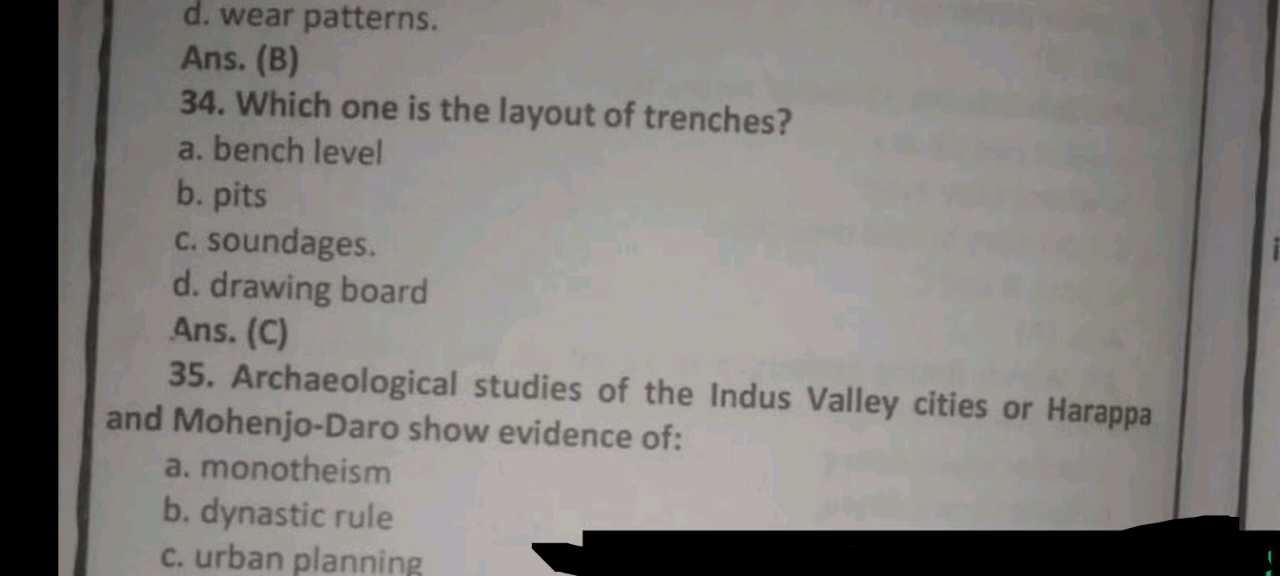 d. wear patterns.
Ans. (B)
34. Which one is the layout of trenches?
a. bench level
b. pits
c. soundages.
d. drawing board
Ans. (C)
35. Archaeological studies of the Indus Valley cities or Harappa
and Mohenjo-Daro show evidence of:
a. monotheism
b. dynastic rule
c. urban planning